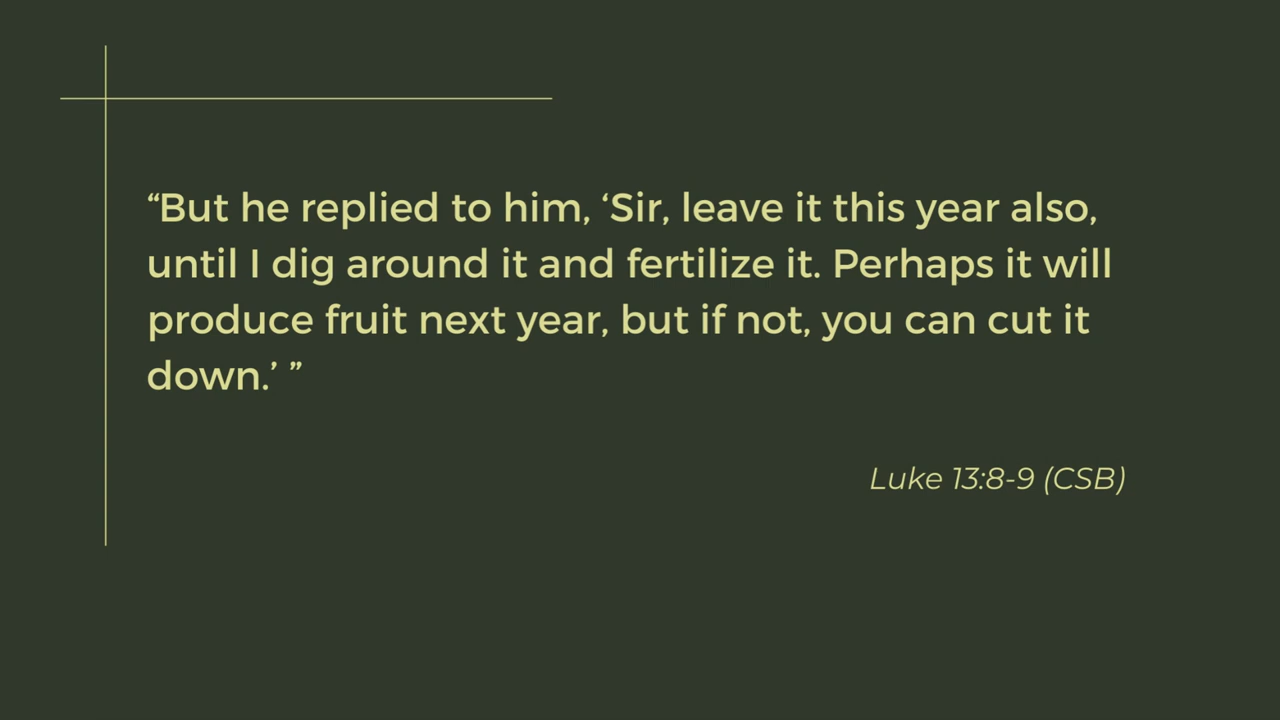 “But he replied to him, ‘Sir, leave it this year also,
until I dig around it and fertilize it. Perhaps it will
produce fruit next year, but if not, you can cut it
down.’ ”
Luke 13:8-9 (CSB)